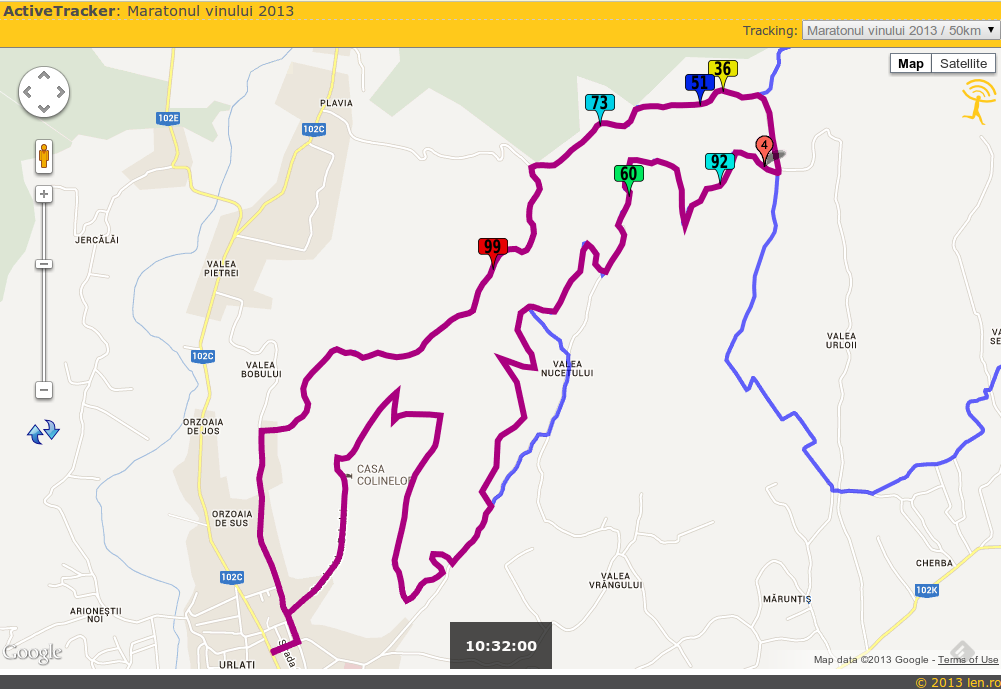 ActiveTracker: Maratonul vinului 2013
Tracking: Maratonul vinului 2013 / 50km
Map Satellite
36
51
73
PLAVIA
102E
102C
4
92
60
JERCĂLĂI
99
VALEA
PIETREI
VALEA
URLOII
102C
VALEA
BOBULUI
VALEA
NUCETULUI
ORZOAIA
DE JOS
CASA
COLINELOR
ORZOAIA
DE SUS
CHERBA
102C
VALEA
VRÂNGULUI
102K
MĂRUNȚIȘ
ARIONEȘTII
NOI
10:32:00
Google
URLATI
Map data ©2013 Google - Terms of Use
© 2013 len.ro